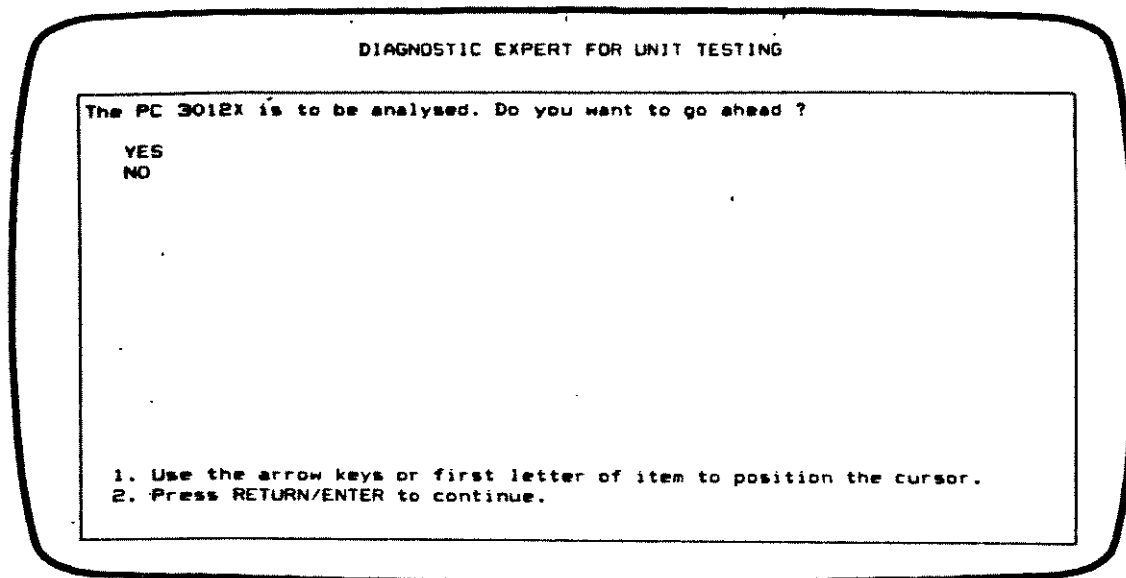 DIAGNOSTIC EXPERT FOR UNIT TESTING
The PC 3012X is to be analysed. Do you want to go ahead ?
YES
NO
1. Use the arrow keys or first letter of item to position the cursor.
2. Press RETURN/ENTER to continue.